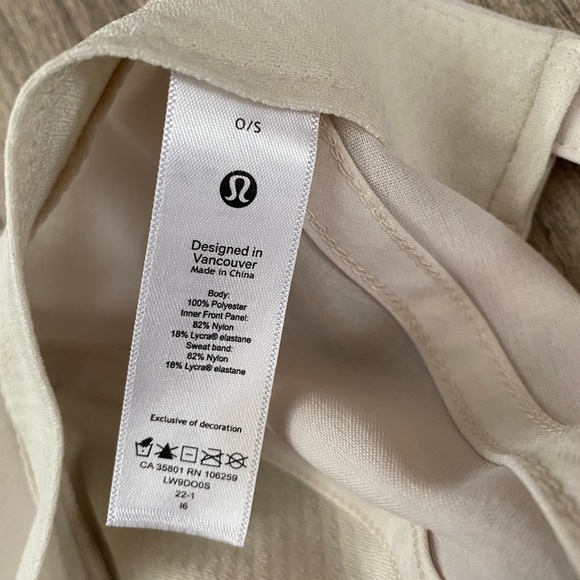 O/S
Designed in
Vancouver
Made in China
Body:
100% Polyester
Inner Front Panel:
82% Nylon
18% Lycra® elastane
Sweat band:
82% Nylon
18% Lycra® elastane
Exclusive of decoration
CA 35801 RN 106259
LW9DO0S
22-1
I6